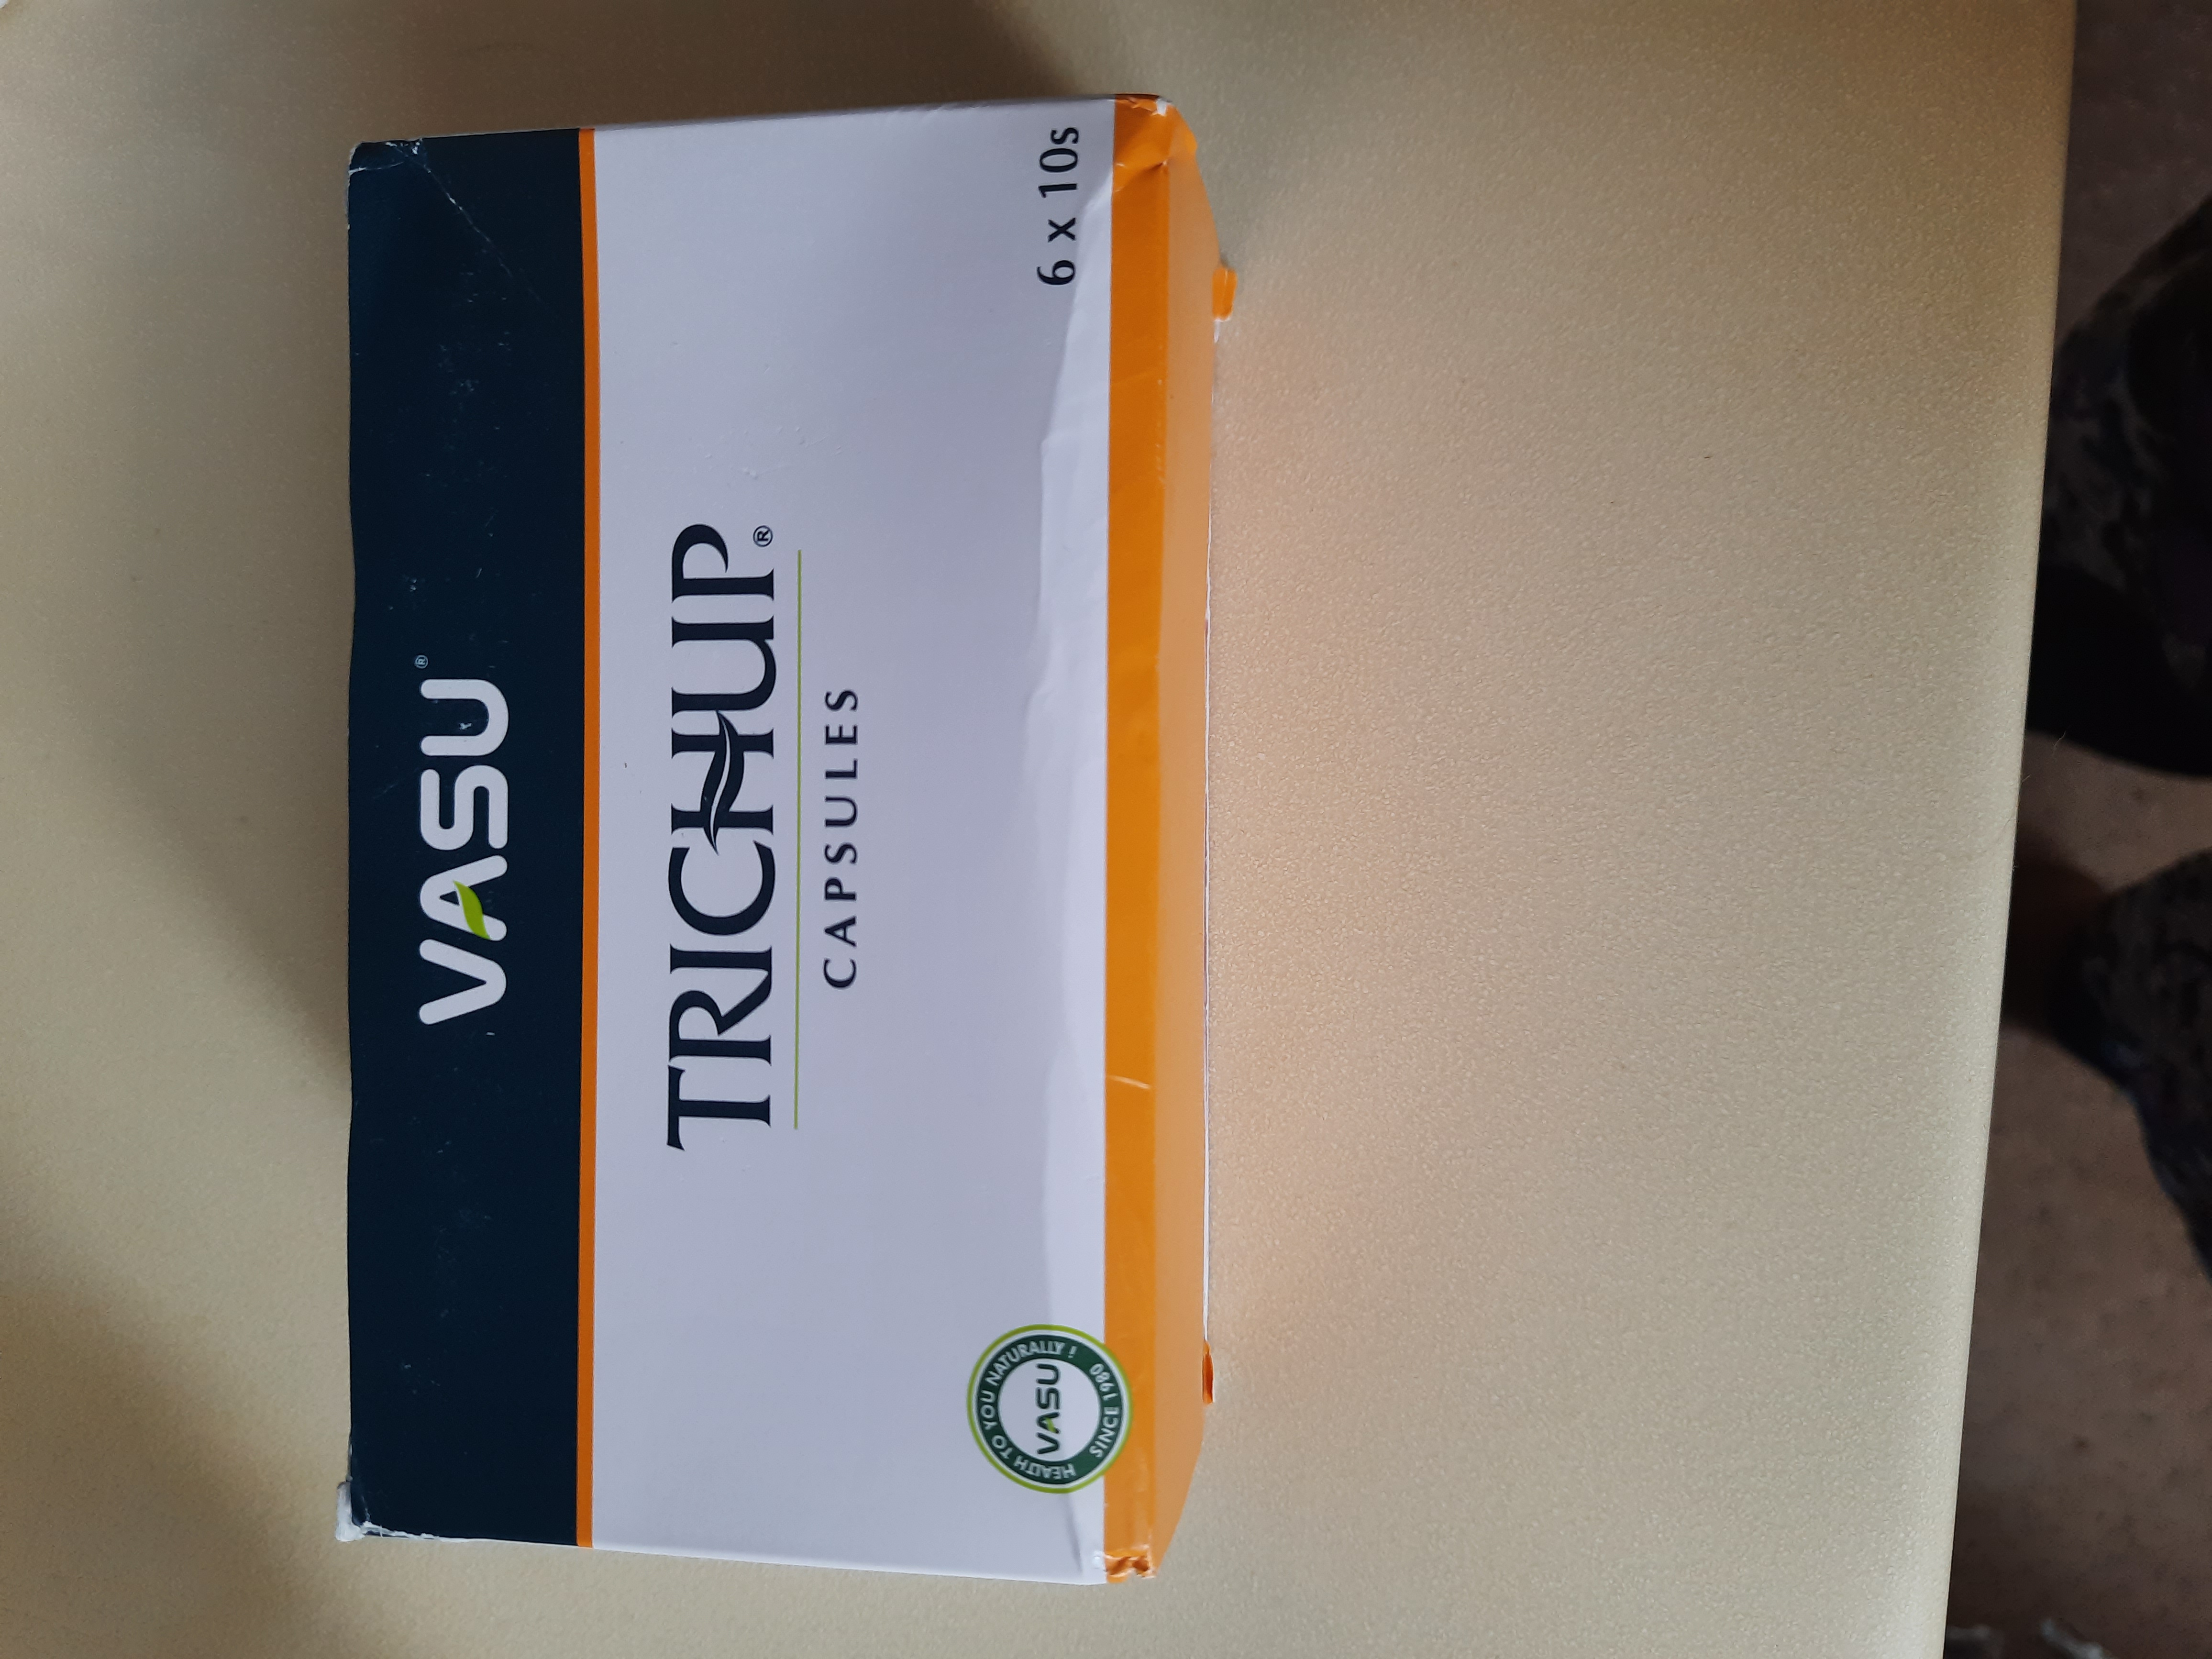 VASU®
TRICHUP®
CAPSULES
6 x 10s
HEALTH TO YOU NATURALLY !
VASU
SINCE 1980